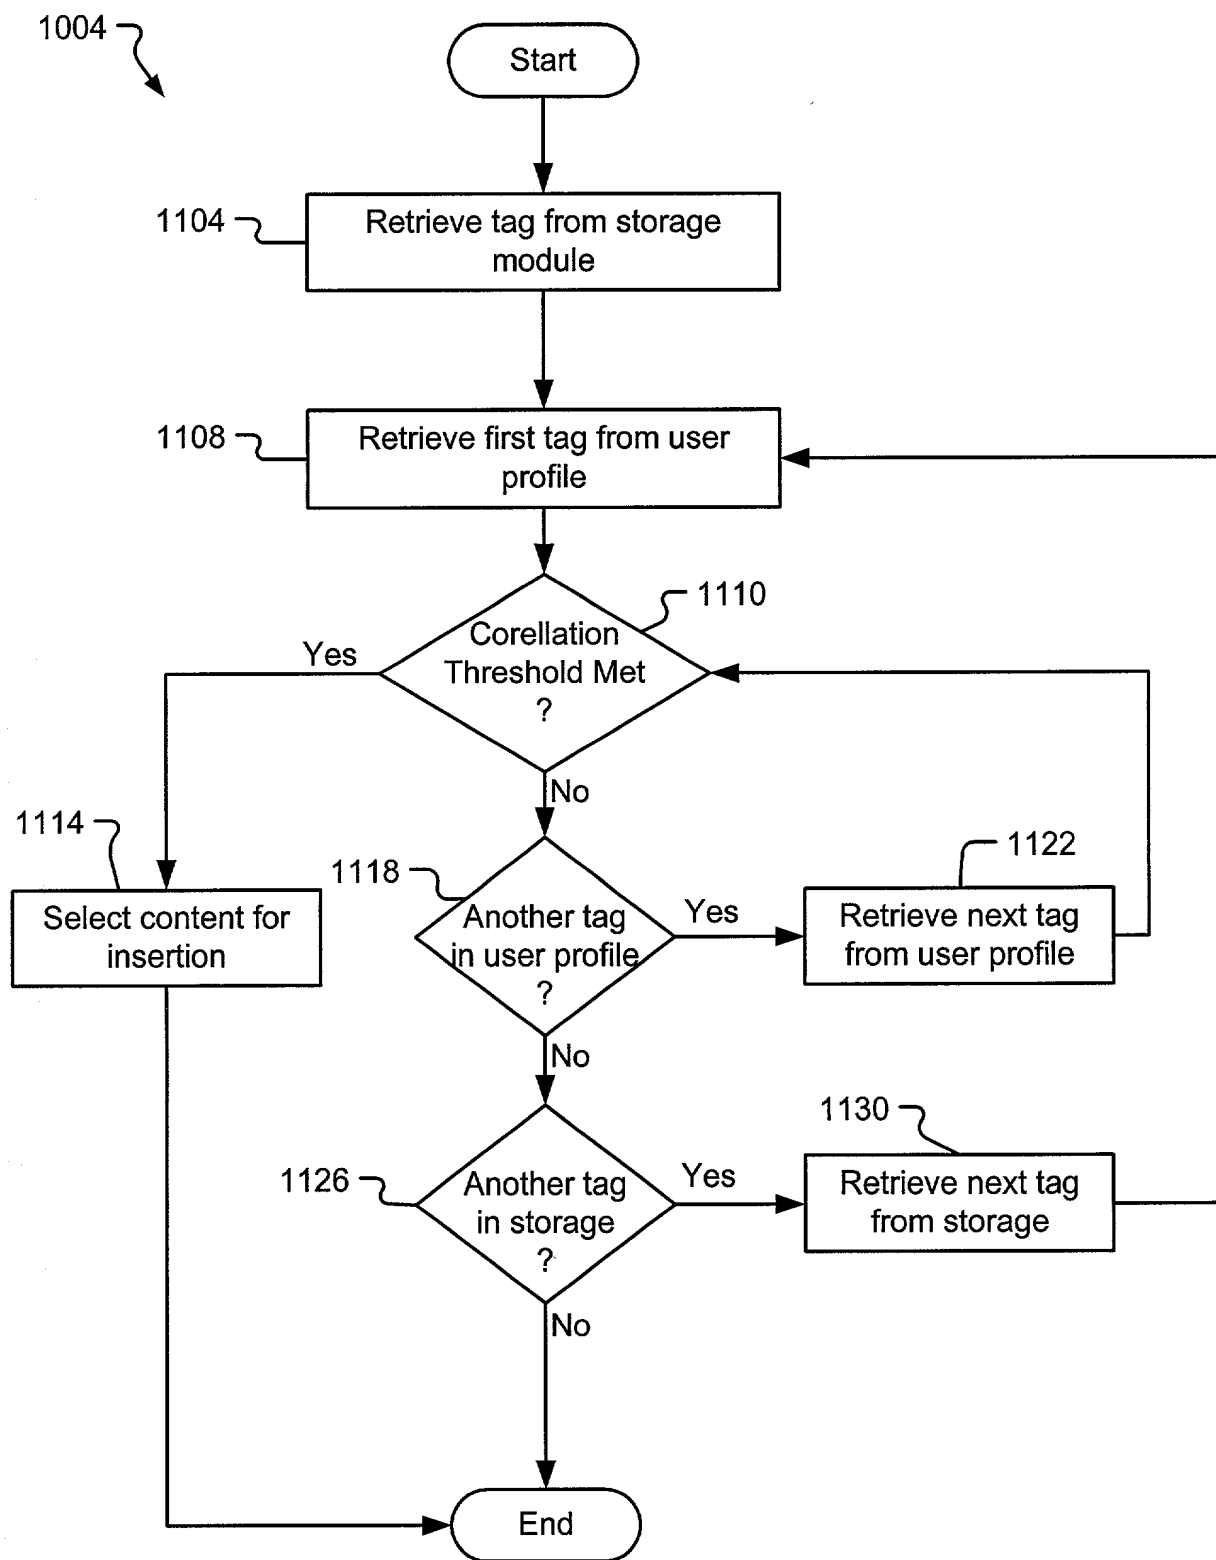 1004
Start
1104
Retrieve tag from storage
module
1108
Retrieve first tag from user
profile
1110
Corellation
Threshold Met
?
Yes
No
1114
Select content for
insertion
1118
Another tag
in user profile
?
Yes
1122
Retrieve next tag
from user profile
No
1126
Another tag
in storage
?
Yes
1130
Retrieve next tag
from storage
No
End